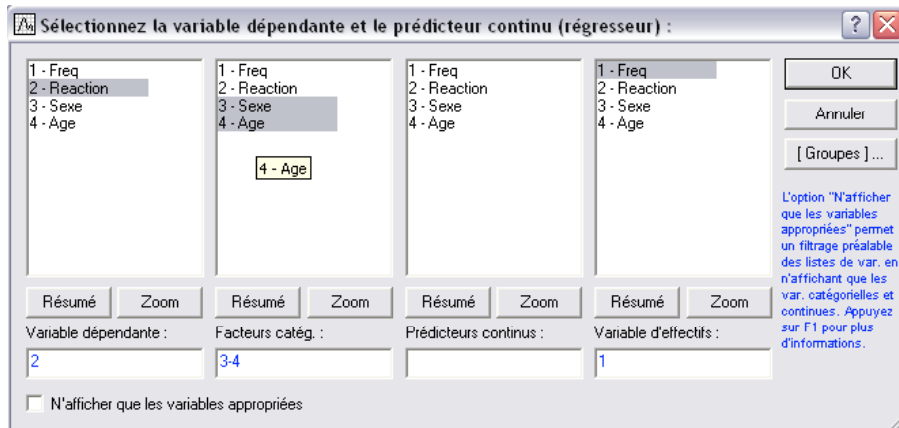 Sélectionnez la variable dépendante et le prédicteur continu (régresseur) :
1 - Freq
2 - Reaction
3 - Sexe
4 - Age
1 - Freq
2 - Reaction
3 - Sexe
4 - Age
4 - Age
1 - Freq
2 - Reaction
3 - Sexe
4 - Age
1 - Freq
2 - Reaction
3 - Sexe
4 - Age
OK
Annuler
[ Groupes ] ...
L'option "N'afficher
que les variables
appropriées" permet
un filtrage préalable
des listes de var. en
n'affichant que les
var. catégorielles et
continues. Appuyez
sur F1 pour plus
d'informations.
Résumé Zoom Résumé Zoom Résumé Zoom Résumé Zoom
Variable dépendante : Facteurs catég. : Prédicteurs continus : Variable d'effectifs :
2 3-4 1
N'afficher que les variables appropriées